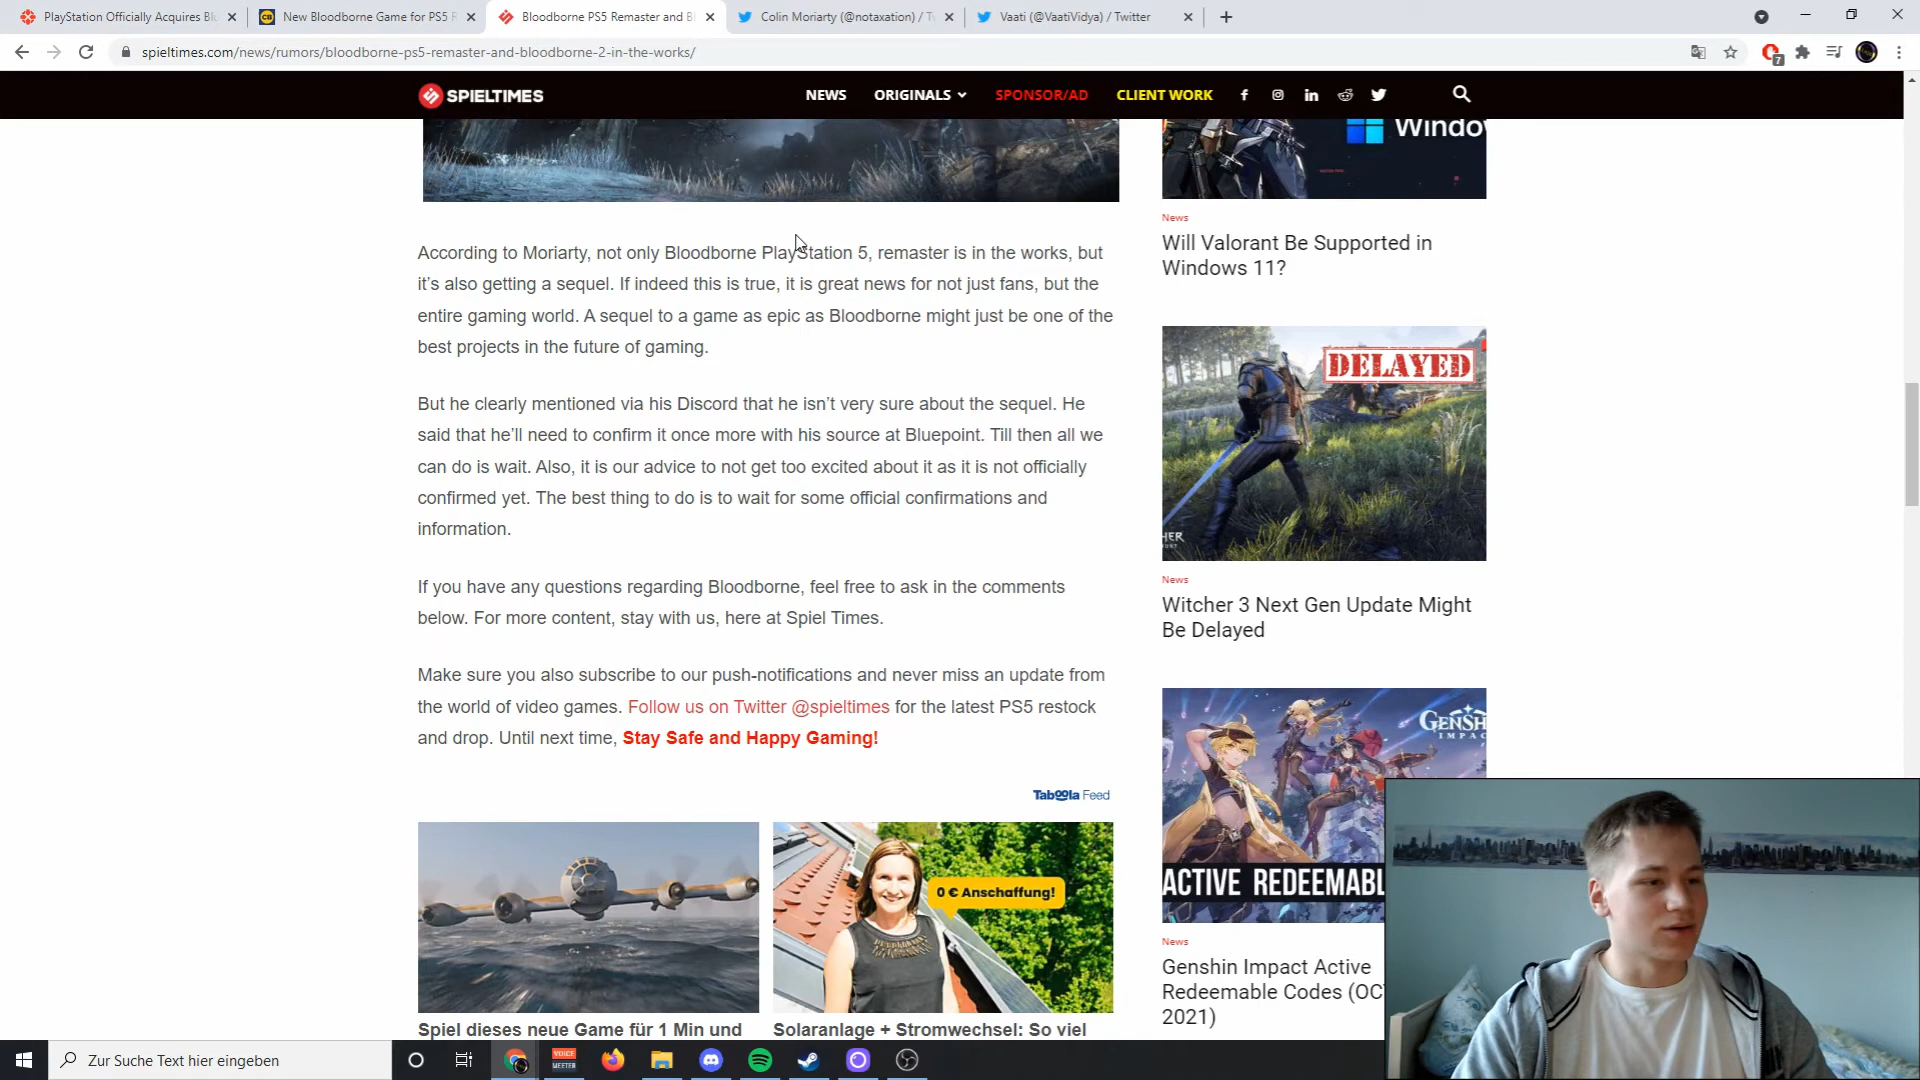 PlayStation Officially Acquires Bl
New Bloodborne Game for PS5 R
Bloodborne PS5 Remaster and B
Colin Moriarty (@notaxation) / Tw
Vaati (@VaatiVidya) / Twitter
spieltimes.com/news/rumors/bloodborne-ps5-remaster-and-bloodborne-2-in-the-works/
7
SPIELTIMES
NEWS
ORIGINALS
SPONSOR/AD
CLIENT WORK
According to Moriarty, not only Bloodborne PlayStation 5, remaster is in the works, but
it's also getting a sequel. If indeed this is true, it is great news for not just fans, but the
entire gaming world. A sequel to a game as epic as Bloodborne might just be one of the
best projects in the future of gaming.
But he clearly mentioned via his Discord that he isn't very sure about the sequel. He
said that he'll need to confirm it once more with his source at Bluepoint. Till then all we
can do is wait. Also, it is our advice to not get too excited about it as it is not officially
confirmed yet. The best thing to do is to wait for some official confirmations and
information.
If you have any questions regarding Bloodborne, feel free to ask in the comments
below. For more content, stay with us, here at Spiel Times.
Make sure you also subscribe to our push-notifications and never miss an update from
the world of video games. Follow us on Twitter @spieltimes for the latest PS5 restock
and drop. Until next time, Stay Safe and Happy Gaming!
Taboola Feed
0 € Anschaffung!
Spiel dieses neue Game für 1 Min und
Solaranlage + Stromwechsel: So viel
Windo
News
Will Valorant Be Supported in
Windows 11?
DELAYED
News
Witcher 3 Next Gen Update Might
Be Delayed
GENSH
IMPAC
ACTIVE REDEEMABL
News
Genshin Impact Active
Redeemable Codes (OC
2021)
Zur Suche Text hier eingeben
VOICE
MEETER